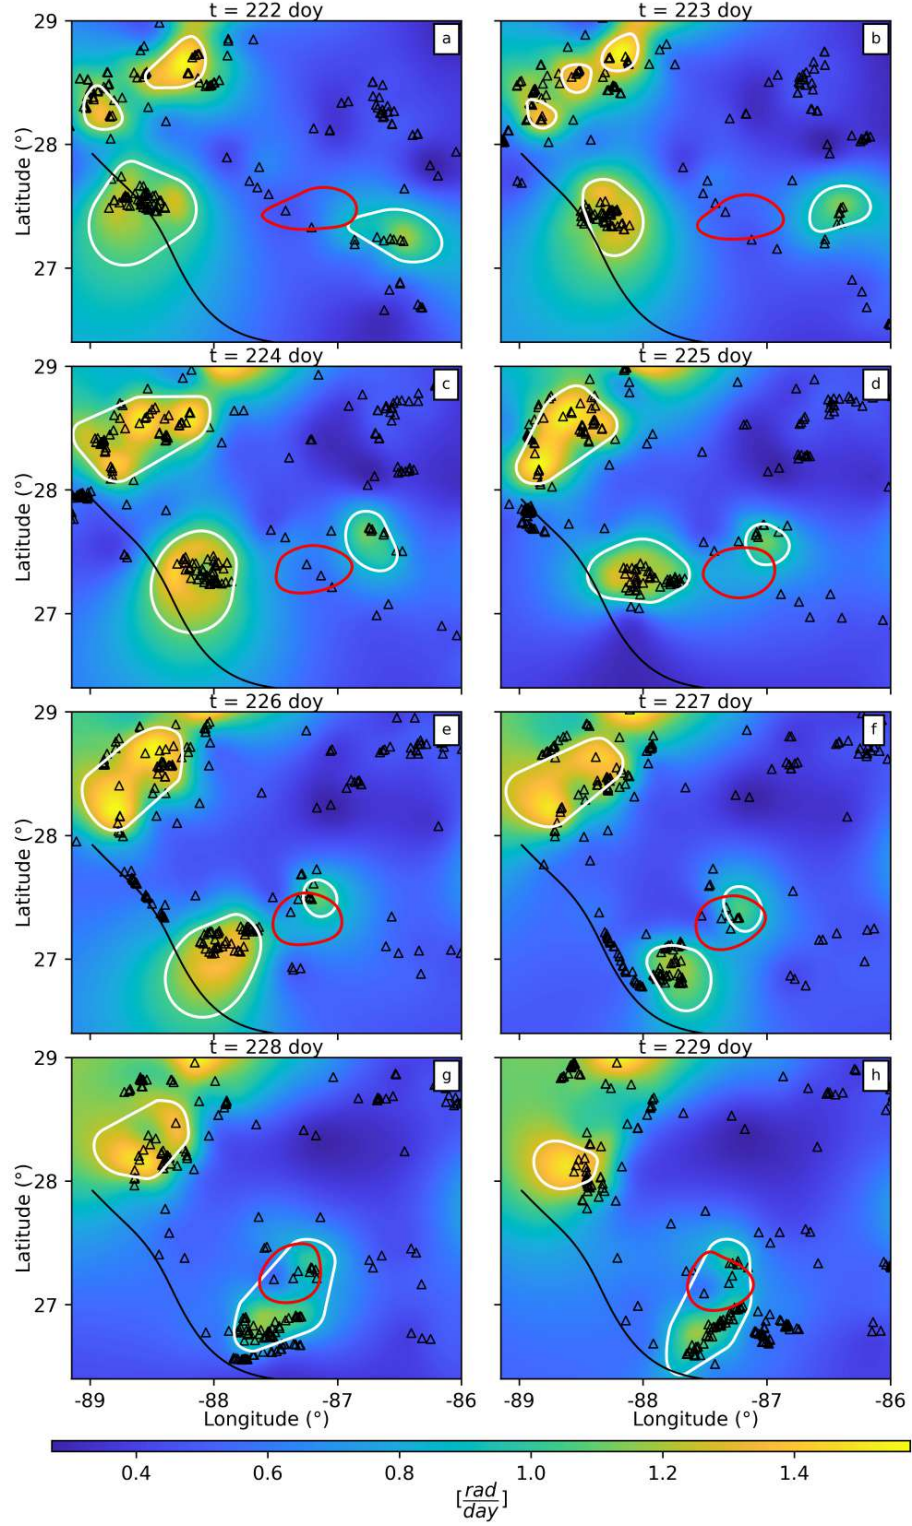 t = 222 doy
t = 223 doy
a
b
29
28
27
Latitude (°)
t = 224 doy
t = 225 doy
c
d
29
28
27
Latitude (°)
t = 226 doy
t = 227 doy
e
f
29
28
27
Latitude (°)
t = 228 doy
t = 229 doy
g
h
29
28
27
Latitude (°)
-89 -88 -87 -86
-89 -88 -87 -86
Longitude (°)
Longitude (°)
0.4 0.6 0.8 1.0 1.2 1.4
[rad/day]